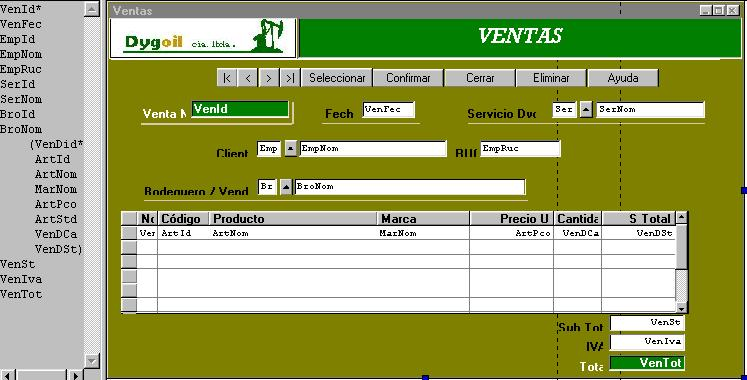 VenId*
VenFec
EmpId
EmpNom
EmpRuc
SerId
SerNom
BroId
BroNom
(VenDid*
ArtId
ArtNom
MarNom
ArtPco
ArtStd
VenDCa
VenDSt)
VenSt
VenIva
VenTot
Ventas
Dygoil cia. ltda.
VENTAS
Seleccionar Confirmar Cerrar Eliminar Ayuda
Venta N VenId Fech VenFec Servicio Ser SerNom
Client Emp EmpNom EmpRuc
Bodeguero / Vend Br BroNom
Código Producto Marca Precio U Cantida S Total
Ver ArtId ArtNom MarNom ArtPco VenDCa VenDSt
Sub Tot VenSt
IVA VenIva
Tota VenTot